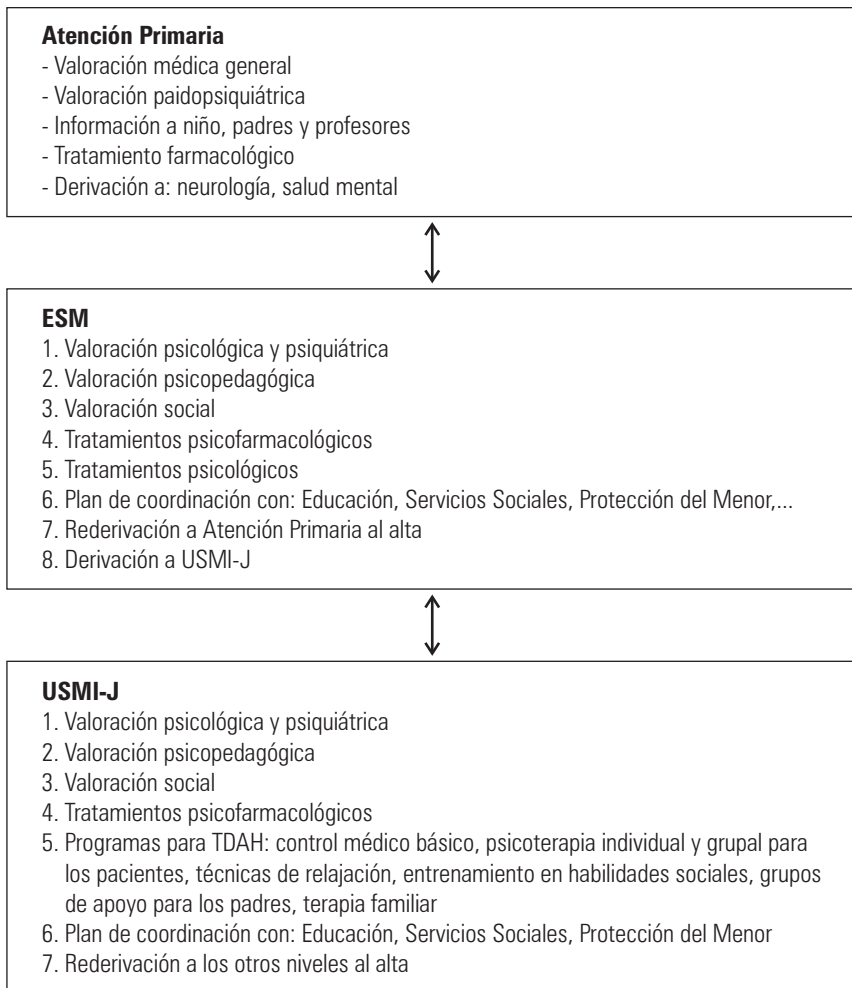 Atención Primaria
- Valoración médica general
- Valoración paidopsiquiátrica
- Información a niño, padres y profesores
- Tratamiento farmacológico
- Derivación a: neurología, salud mental
ESM
1. Valoración psicológica y psiquiátrica
2. Valoración psicopedagógica
3. Valoración social
4. Tratamientos psicofarmacológicos
5. Tratamientos psicológicos
6. Plan de coordinación con: Educación, Servicios Sociales, Protección del Menor,...
7. Rederivación a Atención Primaria al alta
8. Derivación a USMI-J
USMI-J
1. Valoración psicológica y psiquiátrica
2. Valoración psicopedagógica
3. Valoración social
4. Tratamientos psicofarmacológicos
5. Programas para TDAH: control médico básico, psicoterapia individual y grupal para
los pacientes, técnicas de relajación, entrenamiento en habilidades sociales, grupos
de apoyo para los padres, terapia familiar
6. Plan de coordinación con: Educación, Servicios Sociales, Protección del Menor
7. Rederivación a los otros niveles al alta